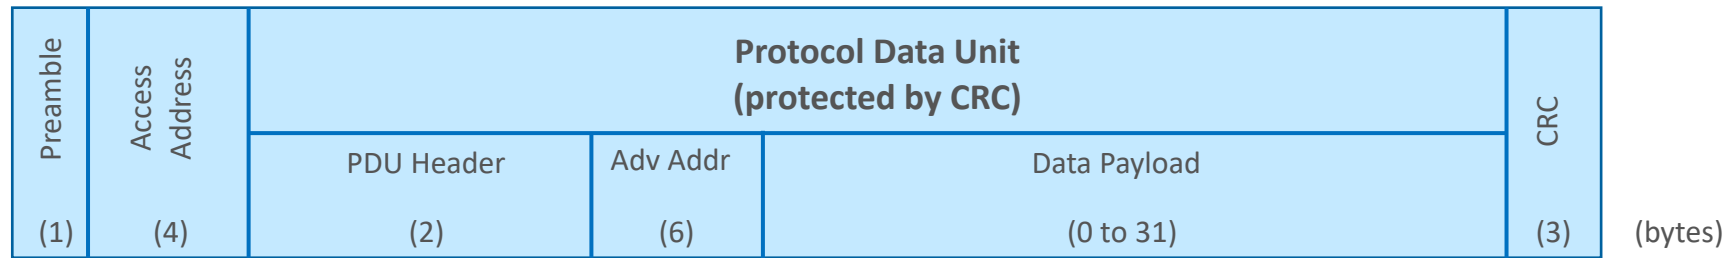 Preamble
Access
Address
Protocol Data Unit
(protected by CRC)
CRC
PDU Header
Adv Addr
Data Payload
(1)
(4)
(2)
(6)
(0 to 31)
(3)
(bytes)